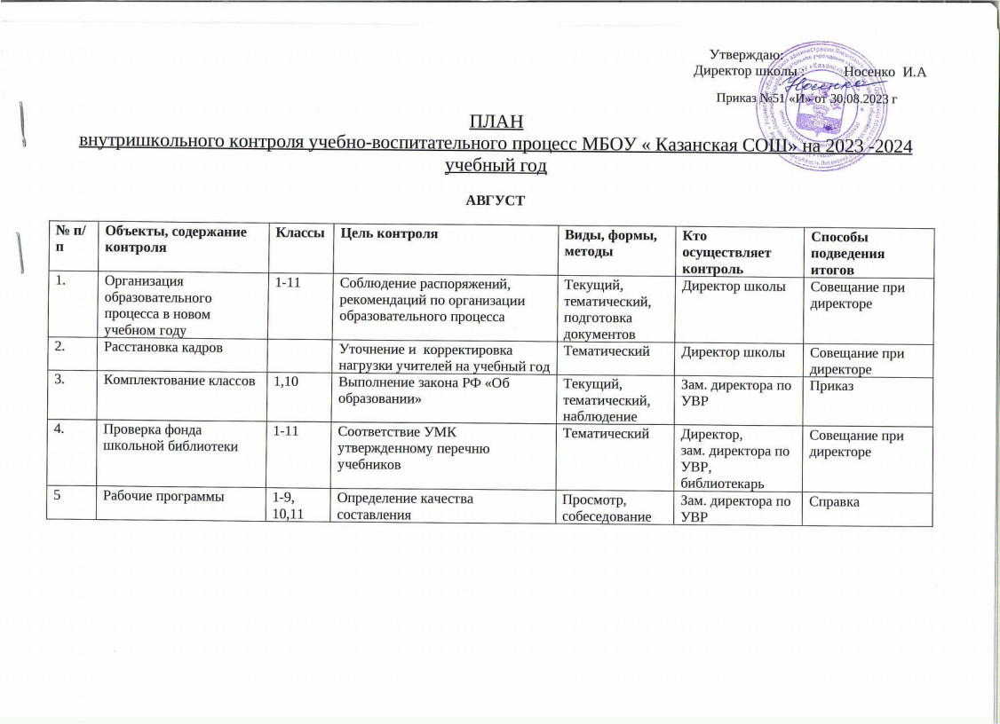 Утверждаю:
Директор школы : Носенко И.А
Приказ №51 «И» от 30.08.2023 г
ПЛАН
внутришкольного контроля учебно-воспитательного процесс МБОУ « Казанская СОШ» на 2023 -2024
учебный год
АВГУСТ
№ п/
п
Объекты, содержание
контроля
Классы
Цель контроля
Виды, формы,
методы
Кто
осуществляет
контроль
Способы
подведения
итогов
1.
Организация
образовательного
процесса в новом
учебном году
1-11
Соблюдение распоряжений,
рекомендаций по организации
образовательного процесса
Текущий,
тематический,
подготовка
документов
Директор школы
Совещание при
директоре
2.
Расстановка кадров
Уточнение и корректировка
нагрузки учителей на учебный год
Тематический
Директор школы
Совещание при
директоре
3.
Комплектование классов
1,10
Выполнение закона РФ «Об
образовании»
Текущий,
тематический,
наблюдение
Зам. директора по
УВР
Приказ
4.
Проверка фонда
школьной библиотеки
1-11
Соответствие УМК
утвержденному перечню
учебников
Тематический
Директор,
зам. директора по
УВР,
библиотекарь
Совещание при
директоре
5
Рабочие программы
1-9,
10,11
Определение качества
составления
Просмотр,
собеседование
Зам. директора по
УВР
Справка